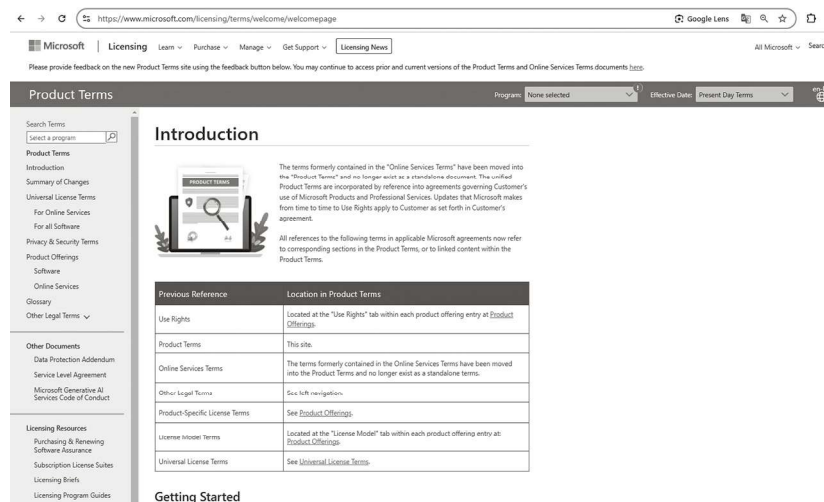 https://www.microsoft.com/licensing/terms/welcome/welcomepage
Google Lens
Microsoft | Licensing Learn Purchase Manage Get Support Licensing News
All Microsoft Searc
Please provide feedback on the new Product Terms site using the feedback button below. You may continue to access prior and current versions of the Product Terms and Online Services Terms documents here.
Product Terms
Program: None selected
Effective Date: Present Day Terms
Search Terms
Select a program
Product Terms
Introduction
Summary of Changes
Universal License Terms
For Online Services
For all Software
Privacy & Security Terms
Product Offerings
Software
Online Services
Glossary
Other Legal Terms
Other Documents
Data Protection Addendum
Service Level Agreement
Microsoft Generative AI
Services Code of Conduct
Licensing Resources
Purchasing & Renewing
Software Assurance
Subscription License Suites
Licensing Briefs
Licensing Program Guides
Introduction
PRODUCT TERMS
The terms formerly contained in the "Online Services Terms" have been moved into
the "Product Terms" and no longer exist as a standalone document. The unified
Product Terms are incorporated by reference into agreements governing Customer's
use of Microsoft Products and Professional Services. Updates that Microsoft makes
from time to time to Use Rights apply to Customer as set forth in Customer's
agreement.
All references to the following terms in applicable Microsoft agreements now refer
to corresponding sections in the Product Terms, or to linked content within the
Product Terms.
Previous Reference Location in Product Terms
Use Rights Located at the "Use Rights" tab within each product offering entry at Product
Offerings.
Product Terms This site.
Online Services Terms The terms formerly contained in the Online Services Terms have been moved
into the Product Terms and no longer exist as a standalone terms.
Other Legal Terms See left navigation.
Product-Specific License Terms See Product Offerings.
License Model Terms Located at the "License Model" tab within each product offering entry at:
Product Offerings.
Universal License Terms See Universal License Terms.
Getting Started